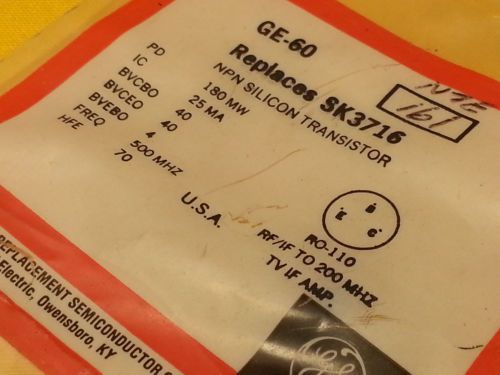 GE-60
Replaces SK3716
NPN SILICON TRANSISTOR
NTE
161
PD 180 MW
IC 25 MA
BVCBO 40
BVCEO 40
BVEBO 4
FREQ 500 MHZ
HFE 70
U.S.A.
B
E C
RO-110
RF/IF TO 200 MHZ
TV IF AMP.
REPLACEMENT SEMICONDUCTOR
Electric, Owensboro, KY
GE